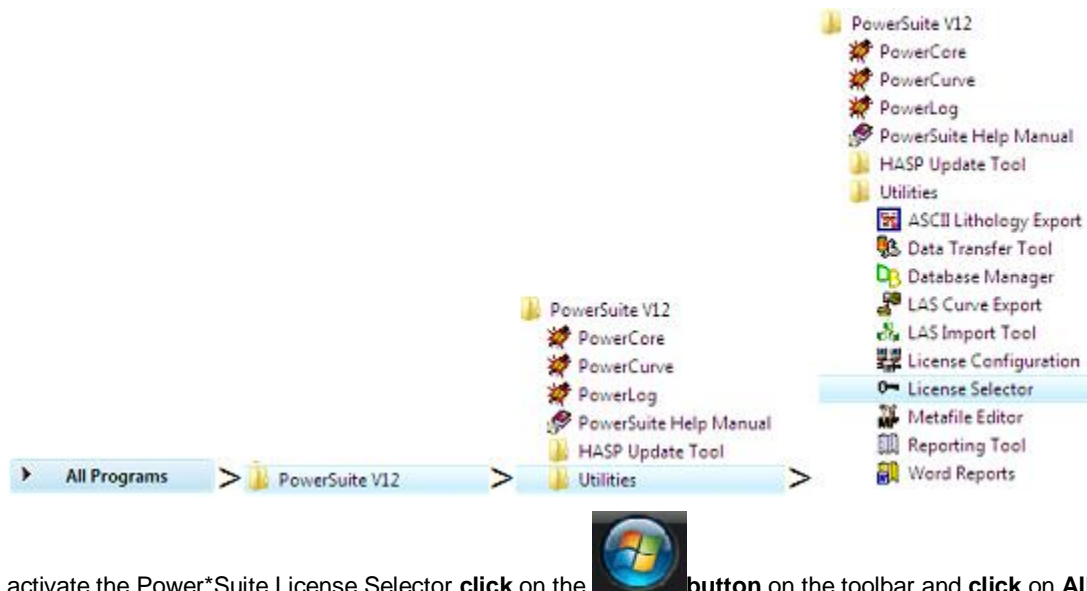 PowerSuite V12
PowerCore
PowerCurve
PowerLog
PowerSuite Help Manual
HASP Update Tool
Utilities
ASCII Lithology Export
Data Transfer Tool
Database Manager
LAS Curve Export
LAS Import Tool
License Configuration
License Selector
Metafile Editor
Reporting Tool
Word Reports
PowerSuite V12
PowerCore
PowerCurve
PowerLog
PowerSuite Help Manual
HASP Update Tool
Utilities
All Programs > PowerSuite V12 > >
activate the Power*Suite License Selector click on the button on the toolbar and click on Al